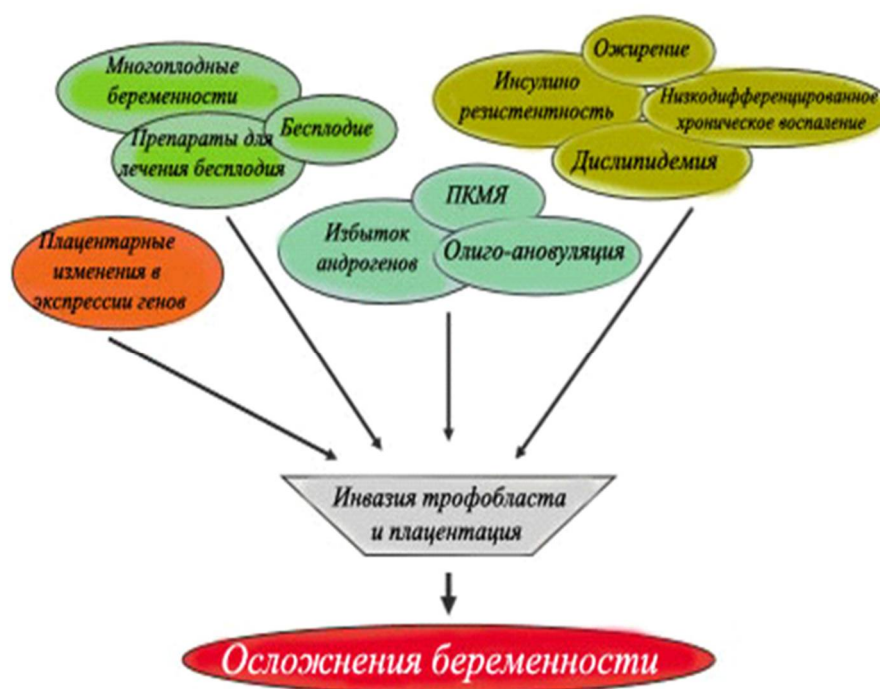 Многоплодные
беременности
Препараты для
лечения бесплодия
Бесплодие
Ожирение
Инсулино
резистентность
Низкодифференцированное
хроническое воспаление
Дислипидемия
ПКМЯ
Избыток
андрогенов
Олиго-ановуляция
Плацентарные
изменения в
экспрессии генов
Инвазия трофобласта
и плацентация
Осложнения беременности